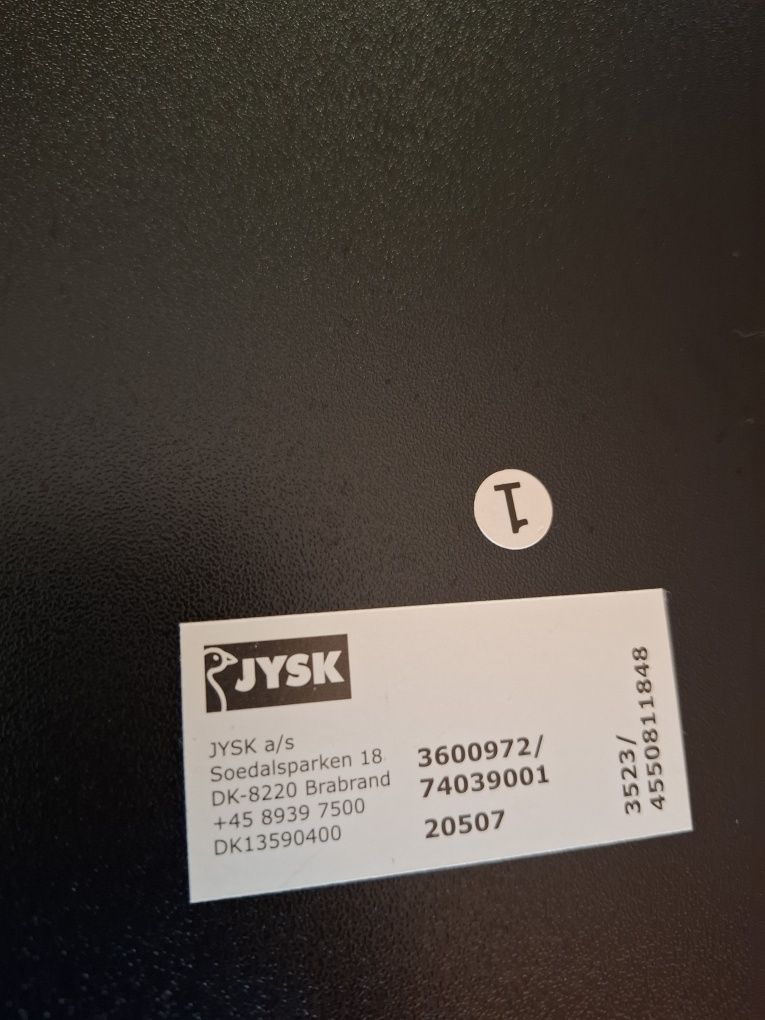 1
JYSK
JYSK a/s
Soedalsparken 18
DK-8220 Brabrand
+45 8939 7500
DK13590400
3600972/
74039001
20507
3523/
4550811848